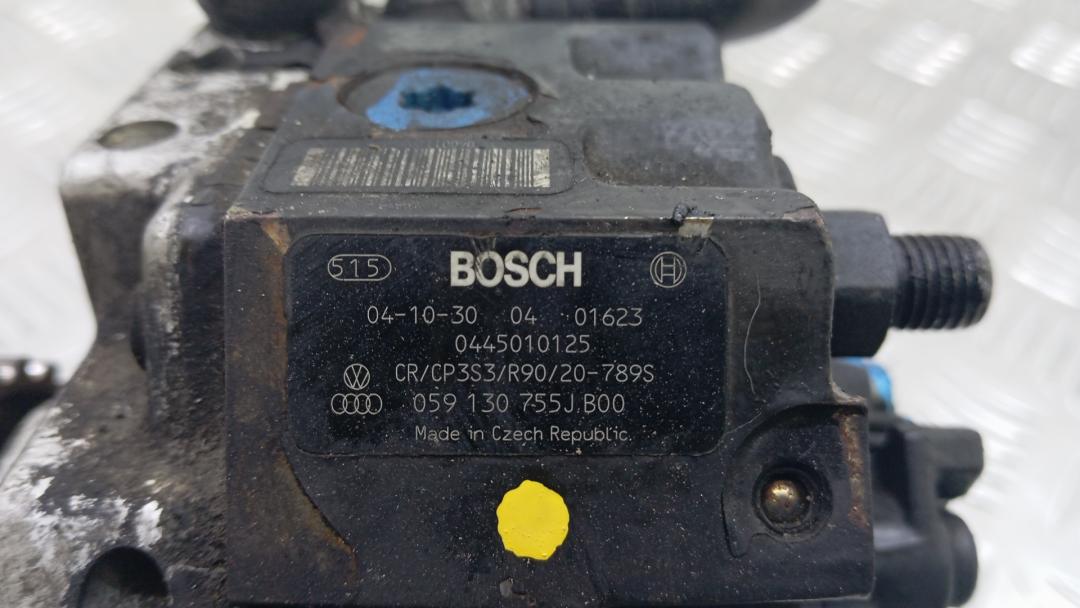 515 BOSCH
04-10-30 04 01623
0445010125
CR/CP3S3/R90/20-789S
059 130 755J B00
Made in Czech Republic.